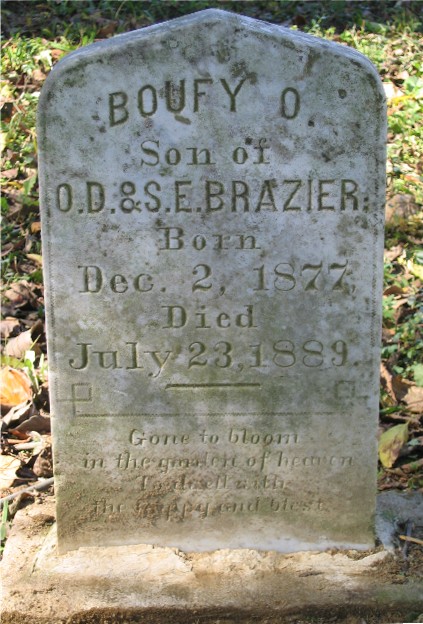 BOUFY O.
Son of
O.D.&S.E.BRAZIER.
Born
Dec. 2, 1877,
Died
July 23,1889.
Gone to bloom
in the garden of heaven
To dwell with
the happy and blest